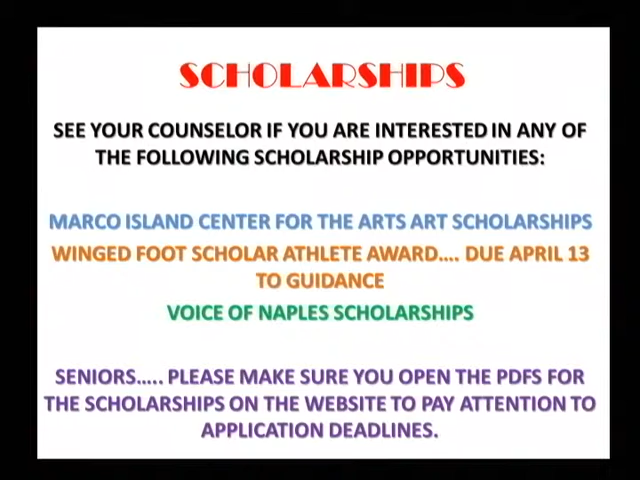 SCHOLARSHIPS
SEE YOUR COUNSELOR IF YOU ARE INTERESTED IN ANY OF
THE FOLLOWING SCHOLARSHIP OPPORTUNITIES:
MARCO ISLAND CENTER FOR THE ARTS ART SCHOLARSHIPS
WINGED FOOT SCHOLAR ATHLETE AWARD.... DUE APRIL 13
TO GUIDANCE
VOICE OF NAPLES SCHOLARSHIPS
SENIORS..... PLEASE MAKE SURE YOU OPEN THE PDFS FOR
THE SCHOLARSHIPS ON THE WEBSITE TO PAY ATTENTION TO
APPLICATION DEADLINES.